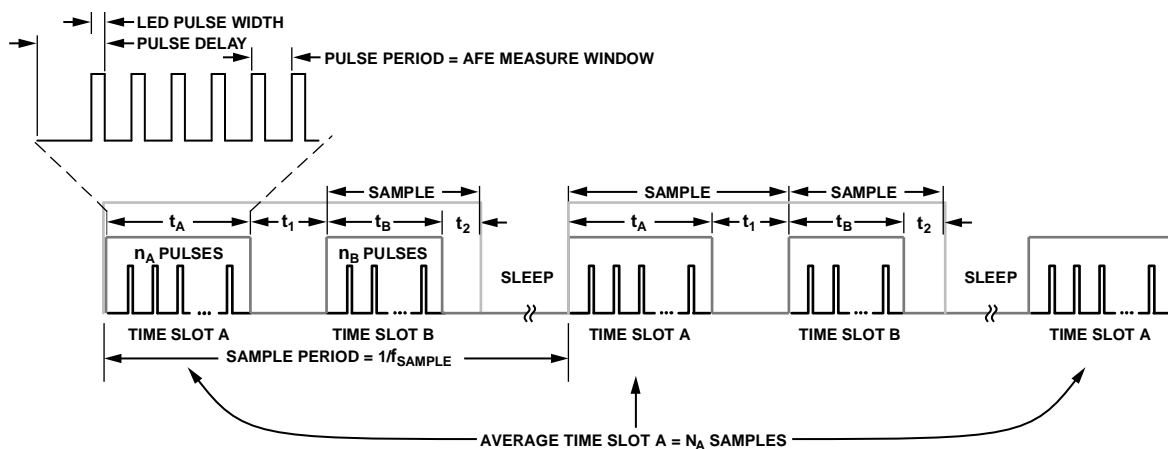 LED PULSE WIDTH
PULSE DELAY
PULSE PERIOD = AFE MEASURE WINDOW
SAMPLE
SAMPLE
SAMPLE
tA
t1
tB
t2
tA
t1
tB
t2
nA PULSES
nB PULSES
SLEEP
SLEEP
...
...
...
...
...
TIME SLOT A
TIME SLOT B
TIME SLOT A
TIME SLOT B
TIME SLOT A
SAMPLE PERIOD = 1/fSAMPLE
AVERAGE TIME SLOT A = NA SAMPLES